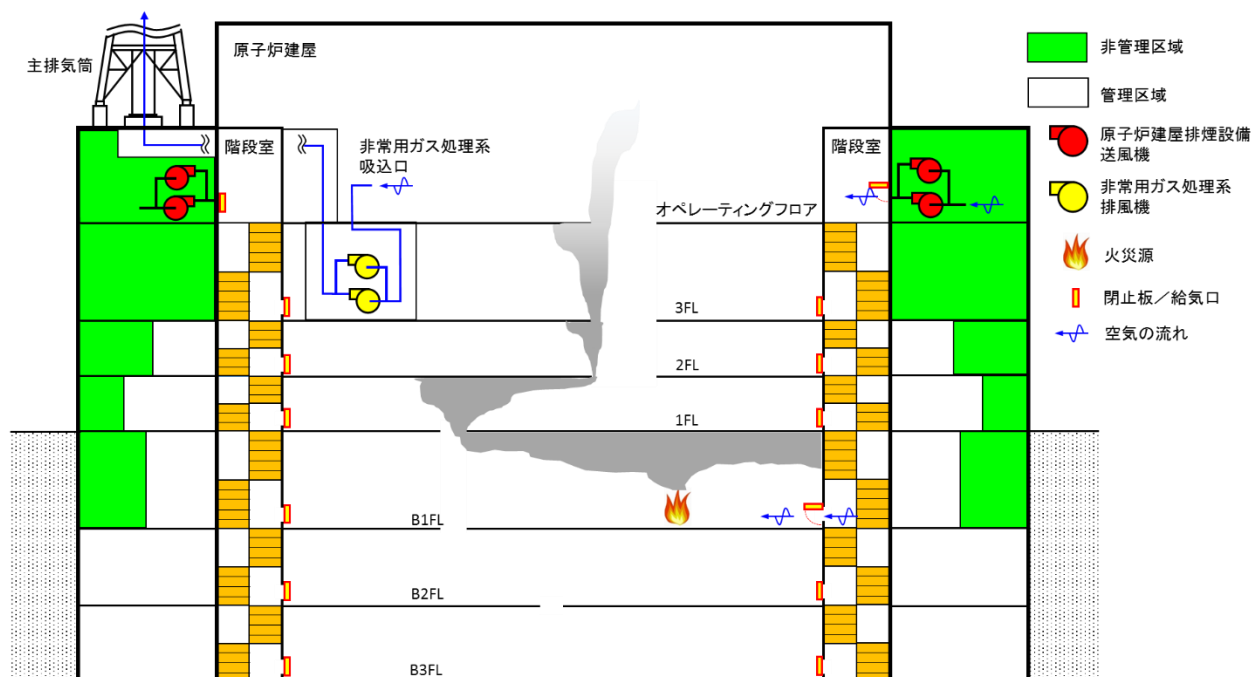 原子炉建屋
主排気筒
階段室
非常用ガス処理系
吸込口
階段室
オペレーティングフロア
3FL
2FL
1FL
B1FL
B2FL
B3FL
非管理区域
管理区域
原子炉建屋排煙設備
送風機
非常用ガス処理系
排風機
火災源
閉止板／給気口
空気の流れ